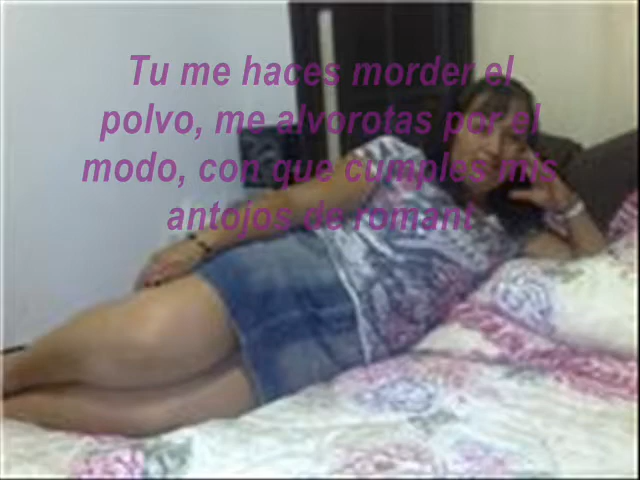 Tu me haces morder el
polvo, me alvorotas por el
modo, con que cumples mis
antojos de romant